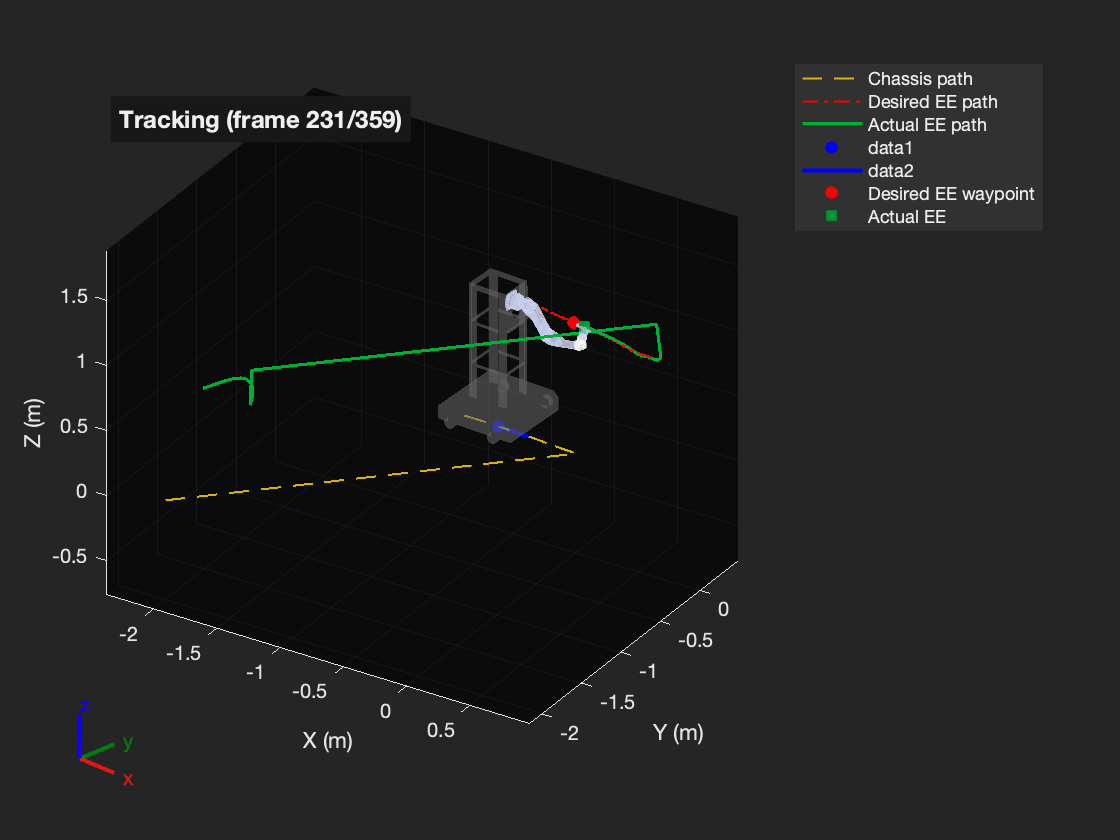 Tracking (frame 231/359)
Chassis path
Desired EE path
Actual EE path
data1
data2
Desired EE waypoint
Actual EE
1.5
1
0.5
0
-0.5
Z (m)
-2
-1.5
-1
-0.5
0
0.5
X (m)
0
-0.5
-1
-1.5
-2
Y (m)
z
y
x